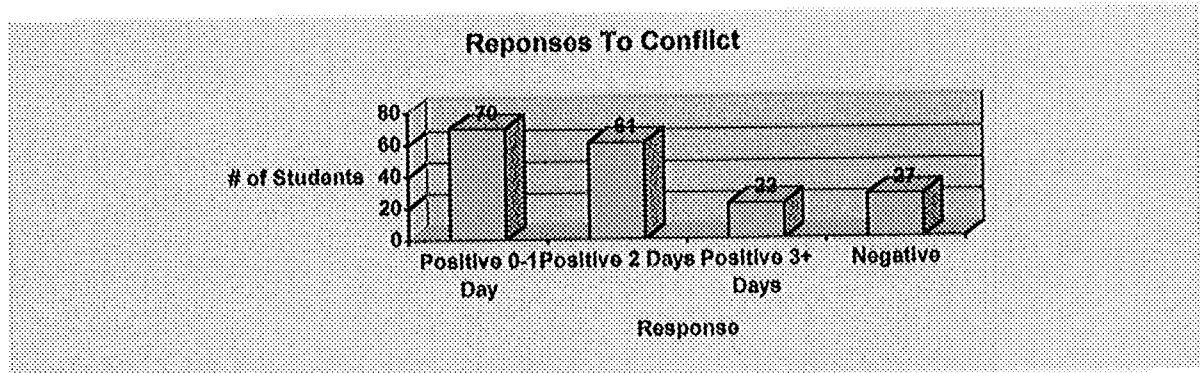 Reponses To Conflict
80
70
61
60
# of Students 40
22
27
20
0
Positive 0-1 Positive 2 Days Positive 3+ Negative
Day Days
Response